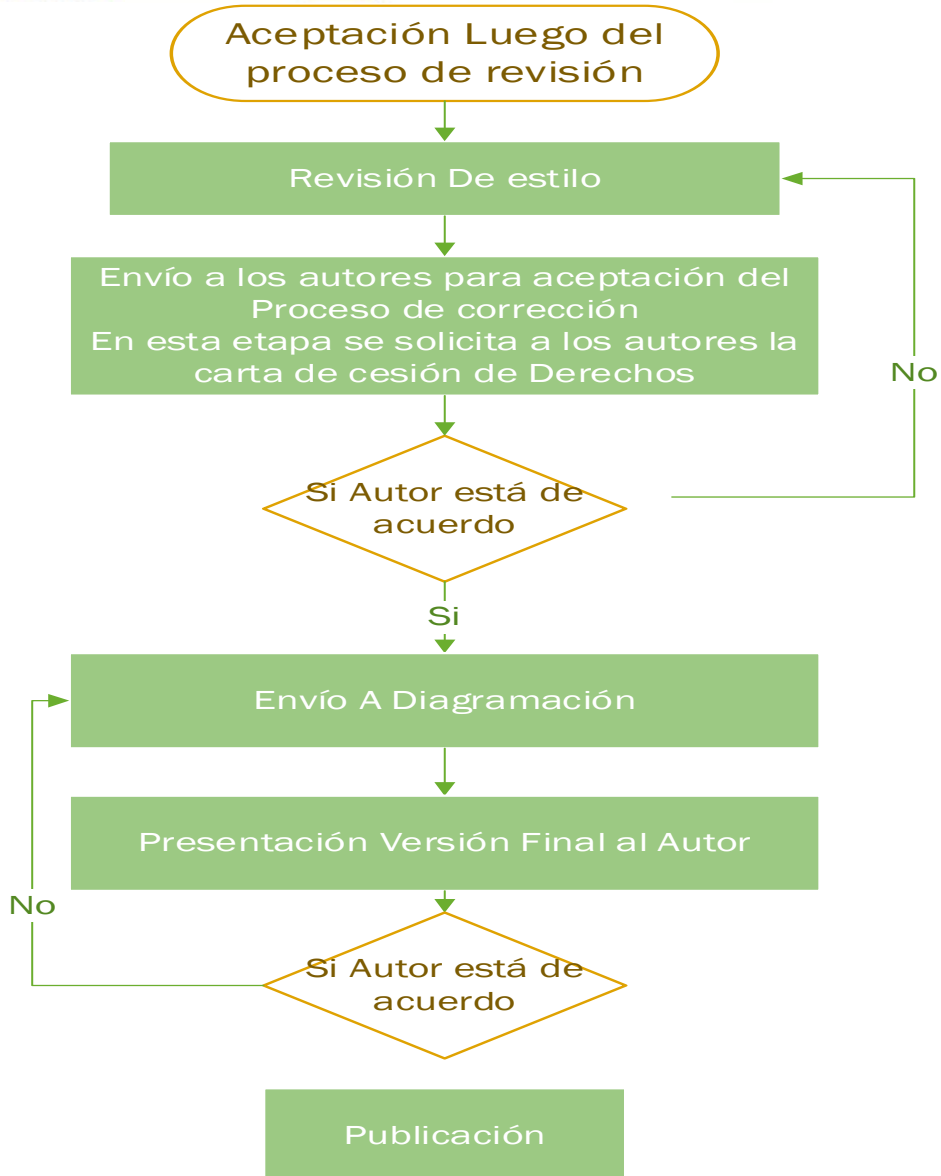 Aceptación Luego del
proceso de revisión
Revisión De estilo
Envío a los autores para aceptación del
Proceso de corrección
En esta etapa se solicita a los autores la
carta de cesión de Derechos
No
Si Autor está de
acuerdo
Si
Envío A Diagramación
Presentación Versión Final al Autor
No
Si Autor está de
acuerdo
Publicación